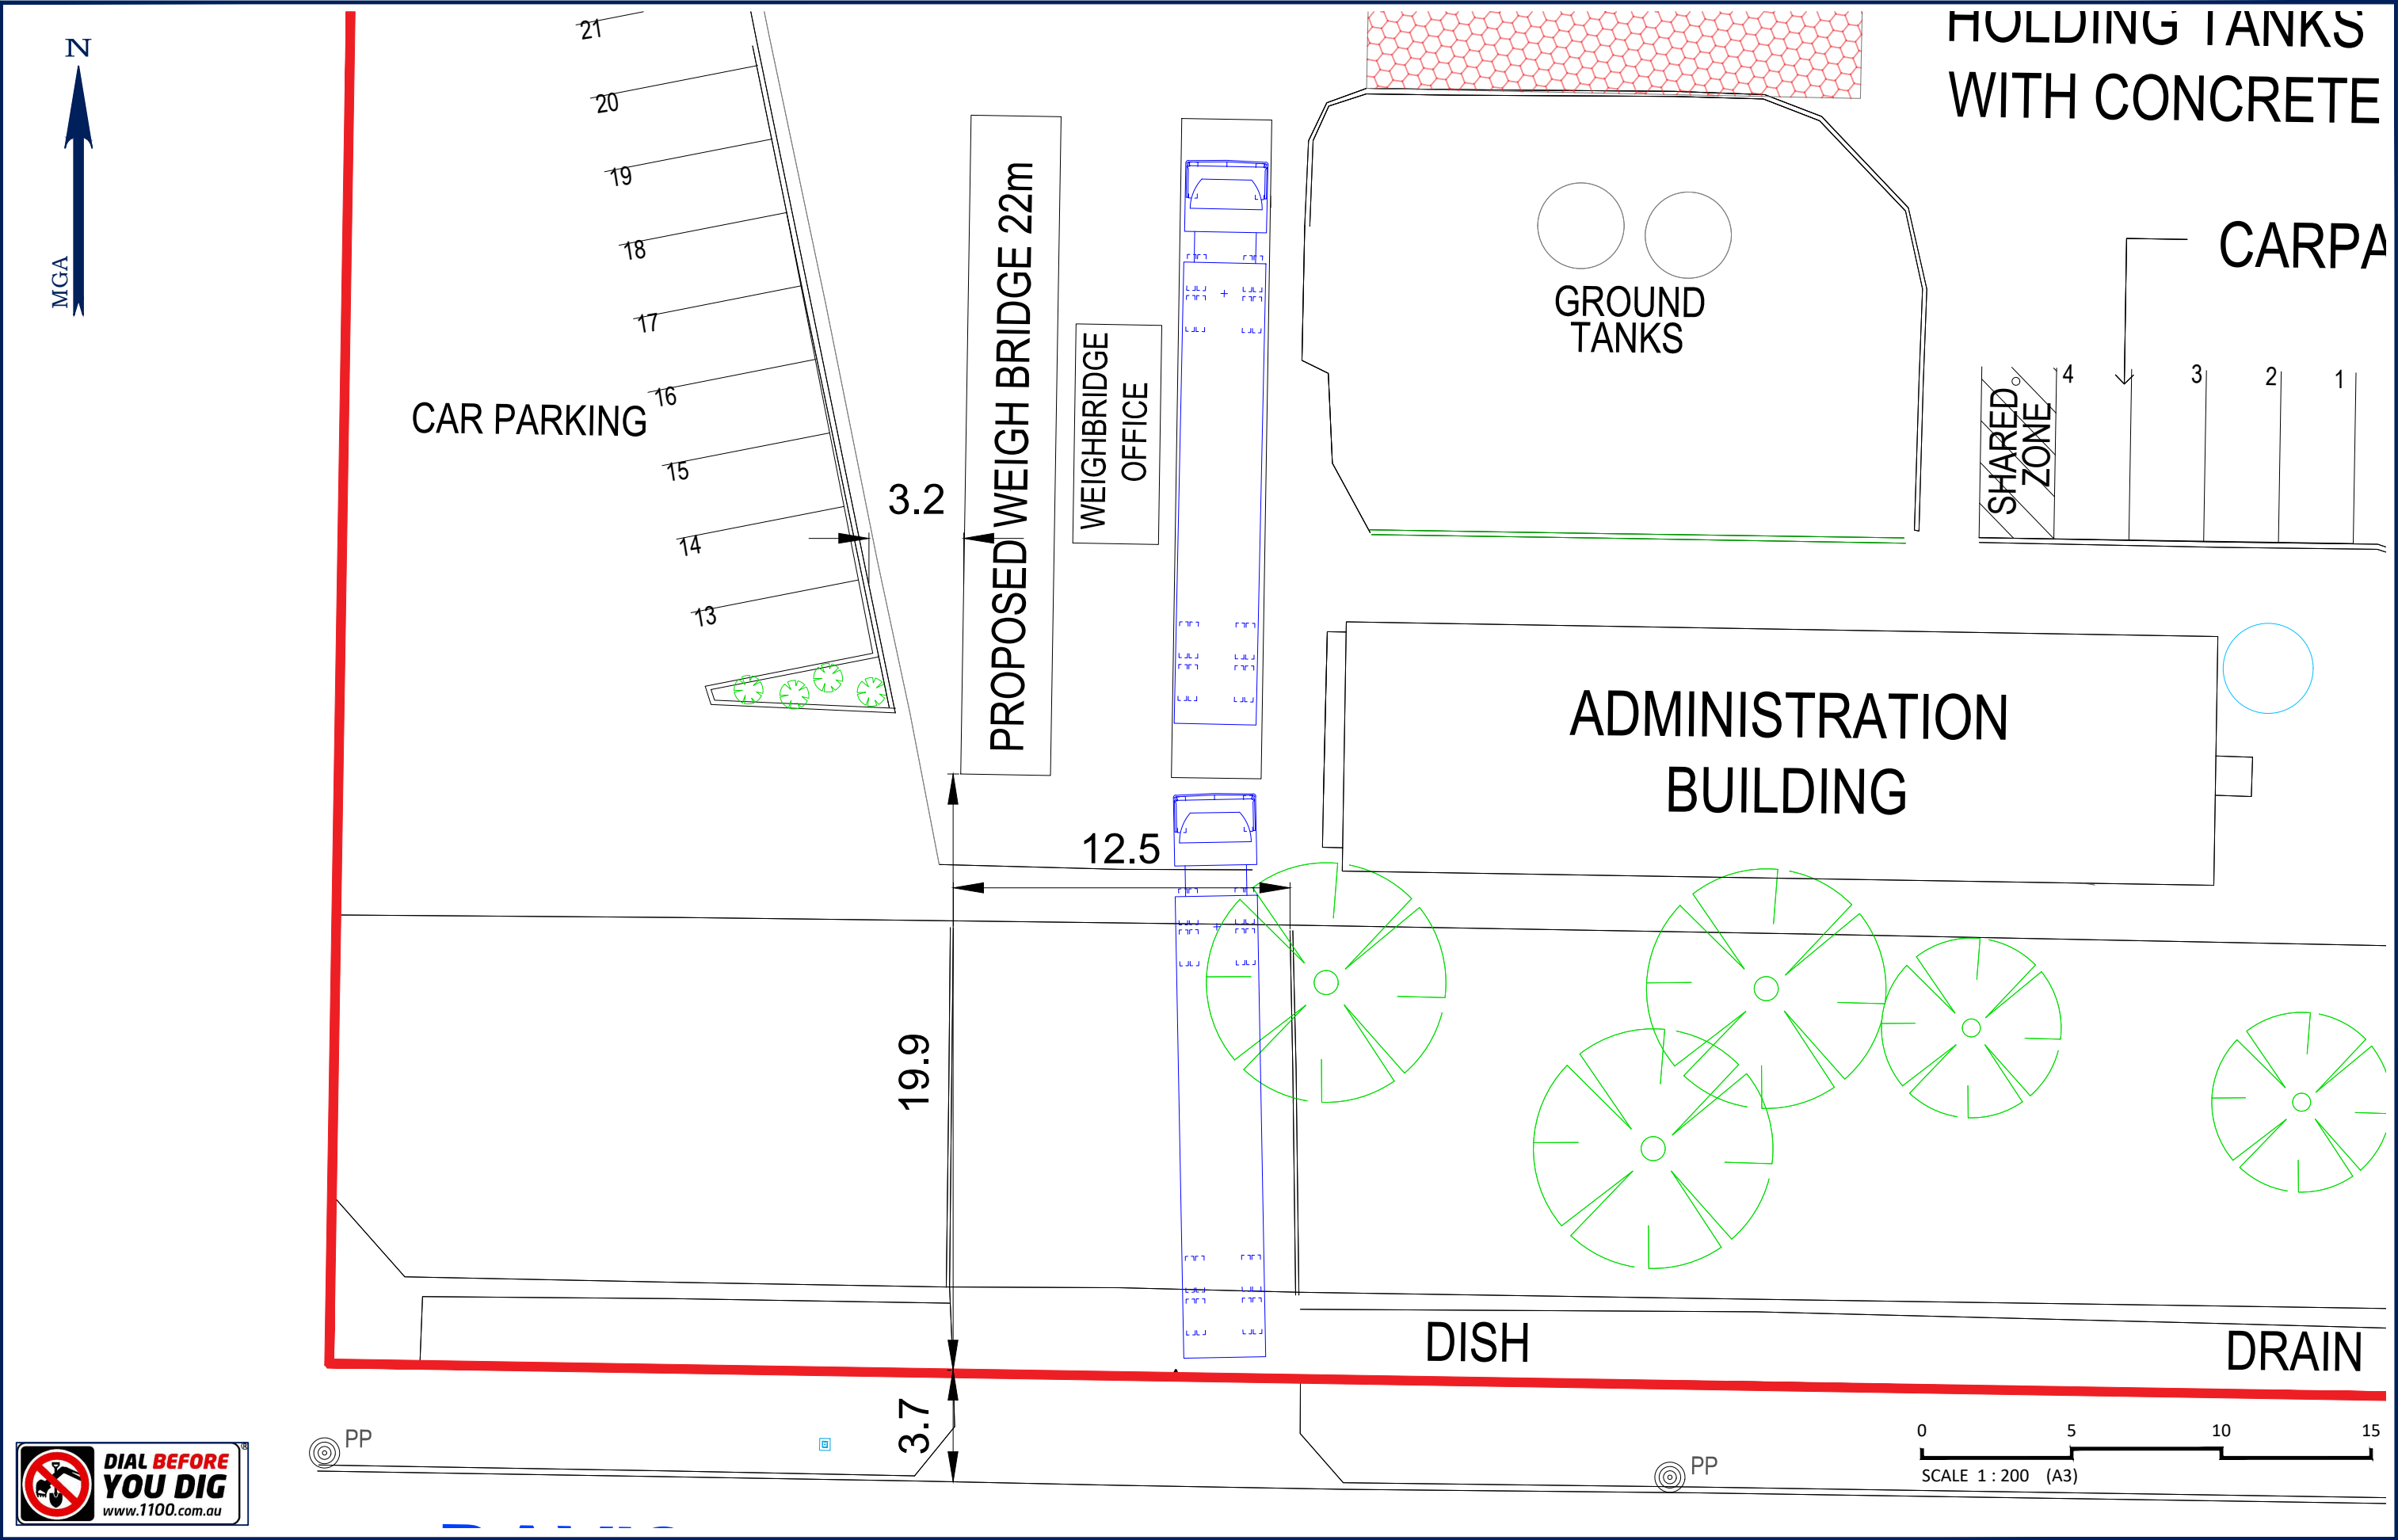 N
MGA
21
20
19
18
17
16
15
14
13
CAR PARKING
3.2
PROPOSED WEIGH BRIDGE 22m
WEIGHBRIDGE
OFFICE
GROUND
TANKS
HOLDING TANKS
WITH CONCRETE
CARPA
SHARED
ZONE
4
3
2
1
ADMINISTRATION
BUILDING
12.5
19.9
3.7
DISH
DRAIN
PP
PP
0 5 10 15
SCALE 1 : 200 (A3)
DIAL BEFORE
YOU DIG
www.1100.com.au
®